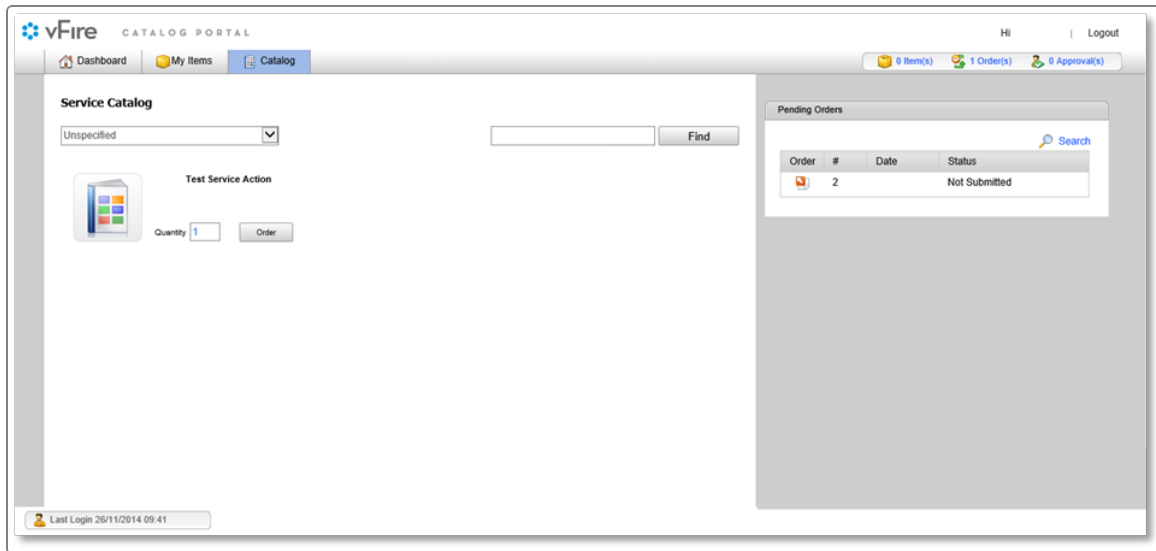 vFire CATALOG PORTAL
Hi | Logout
Dashboard My Items Catalog
0 Item(s) 1 Order(s) 0 Approval(s)
Service Catalog
Unspecified
Find
Test Service Action
Quantity 1 Order
Pending Orders
Search
Order # Date Status
2 Not Submitted
Last Login 26/11/2014 09:41